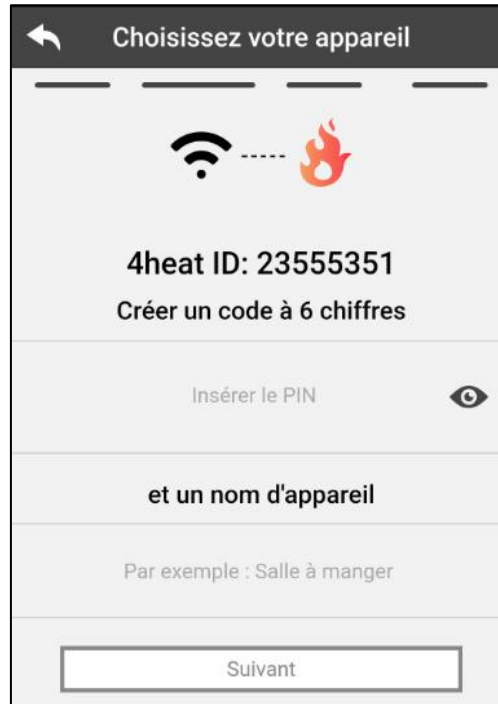 Choisissez votre appareil
4heat ID: 23555351
Créer un code à 6 chiffres
Insérer le PIN
et un nom d'appareil
Par exemple : Salle à manger
Suivant